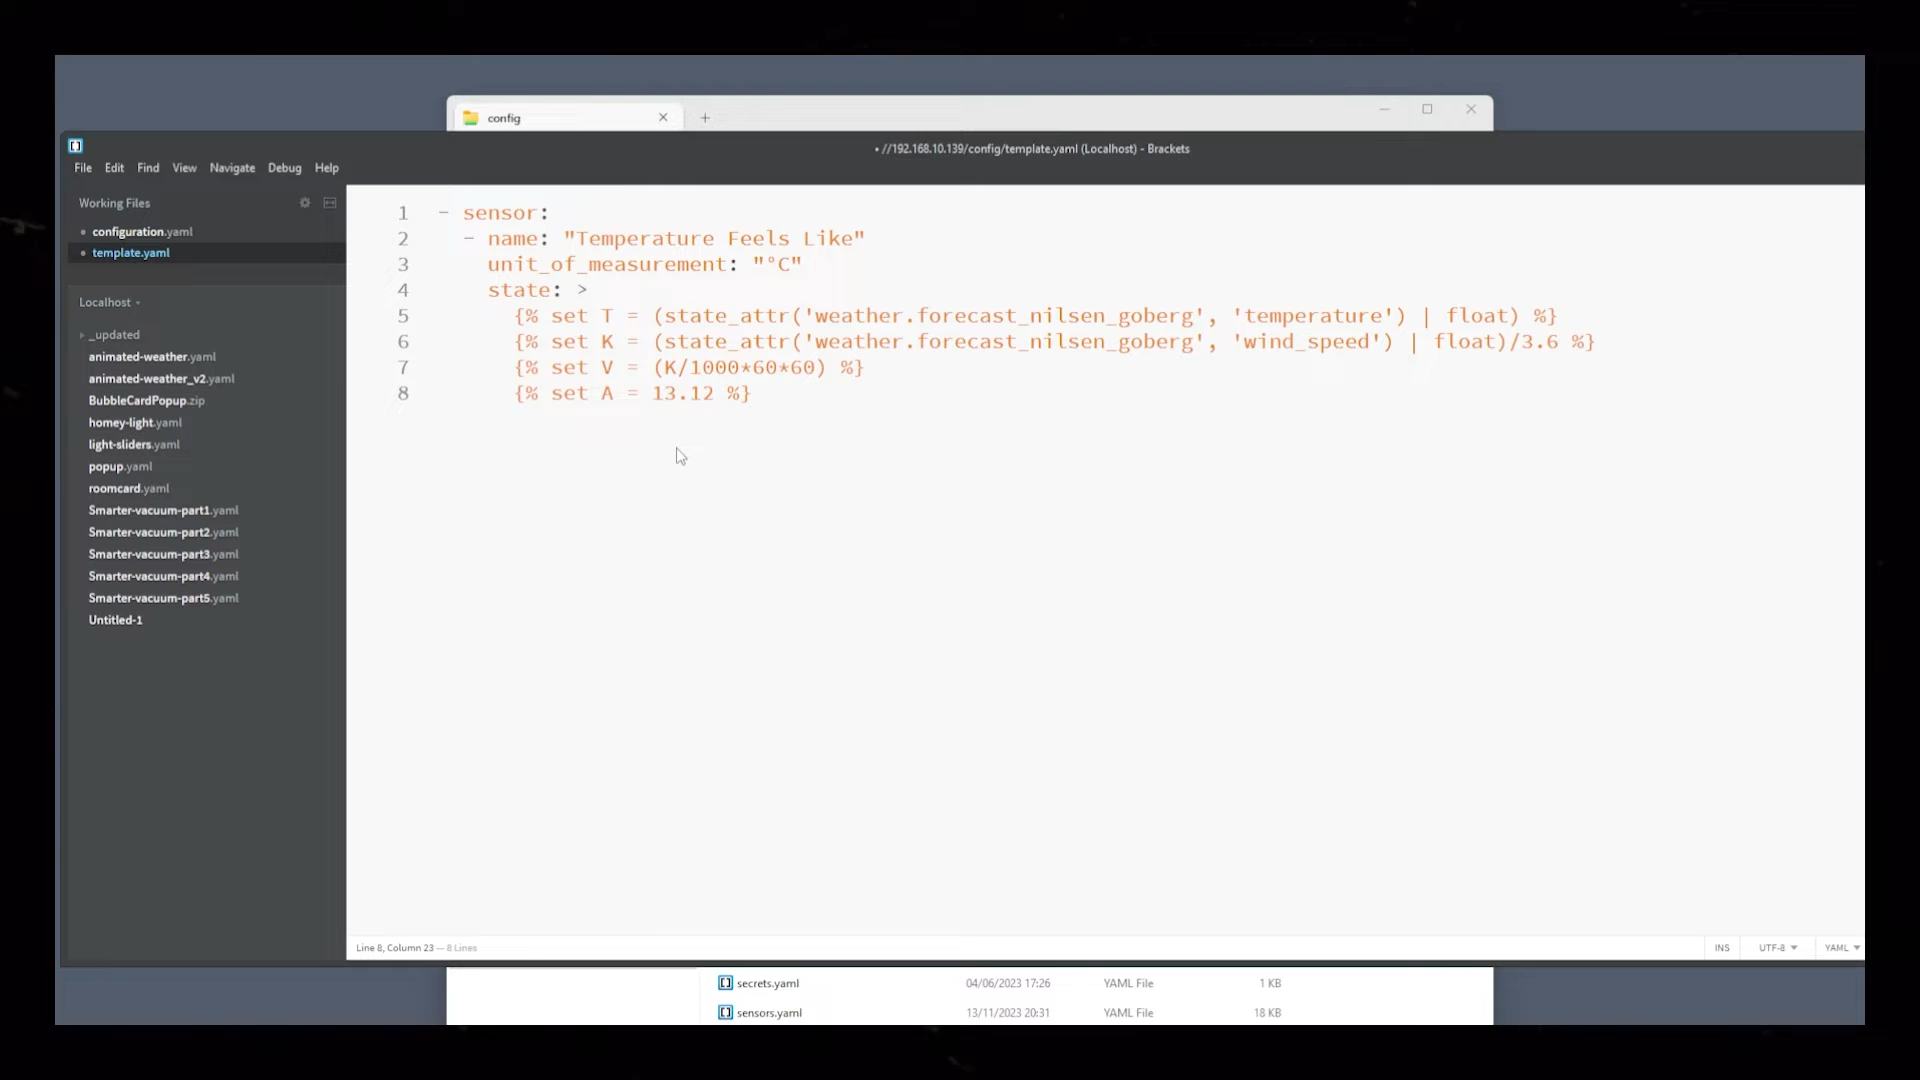 config
• //192.168.10.139/config/template.yaml (Localhost) - Brackets
File Edit Find View Navigate Debug Help
Working Files
configuration.yaml
template.yaml
Localhost
_updated
animated-weather.yaml
animated-weather_v2.yaml
BubbleCardPopup.zip
homey-light.yaml
light-sliders.yaml
popup.yaml
roomcard.yaml
Smarter-vacuum-part1.yaml
Smarter-vacuum-part2.yaml
Smarter-vacuum-part3.yaml
Smarter-vacuum-part4.yaml
Smarter-vacuum-part5.yaml
Untitled-1
1 - sensor:
2 - name: "Temperature Feels Like"
3 unit_of_measurement: "°C"
4 state: >
5 {% set T = (state_attr('weather.forecast_nilsen_goberg', 'temperature') | float) %}
6 {% set K = (state_attr('weather.forecast_nilsen_goberg', 'wind_speed') | float)/3.6 %}
7 {% set V = (K/1000*60*60) %}
8 {% set A = 13.12 %}
Line 8, Column 23 — 8 Lines
INS UTF-8 YAML
secrets.yaml 04/06/2023 17:26 YAML File 1 KB
sensors.yaml 13/11/2023 20:31 YAML File 18 KB